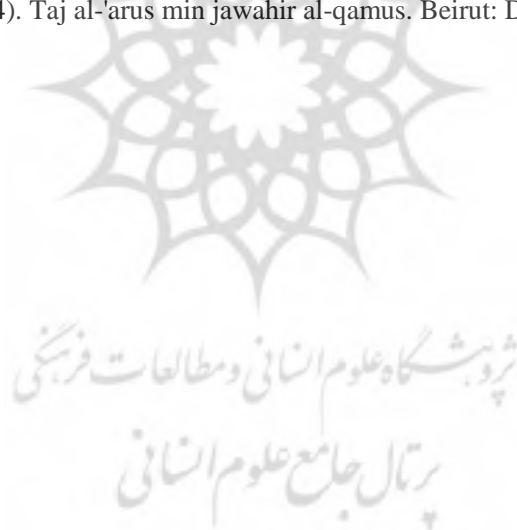 4). Taj al-'arus min jawahir al-qamus. Beirut: D
پژوهشگاه علوم انسانی و مطالعات فرهنگی
پرتال جامع علوم انسانی